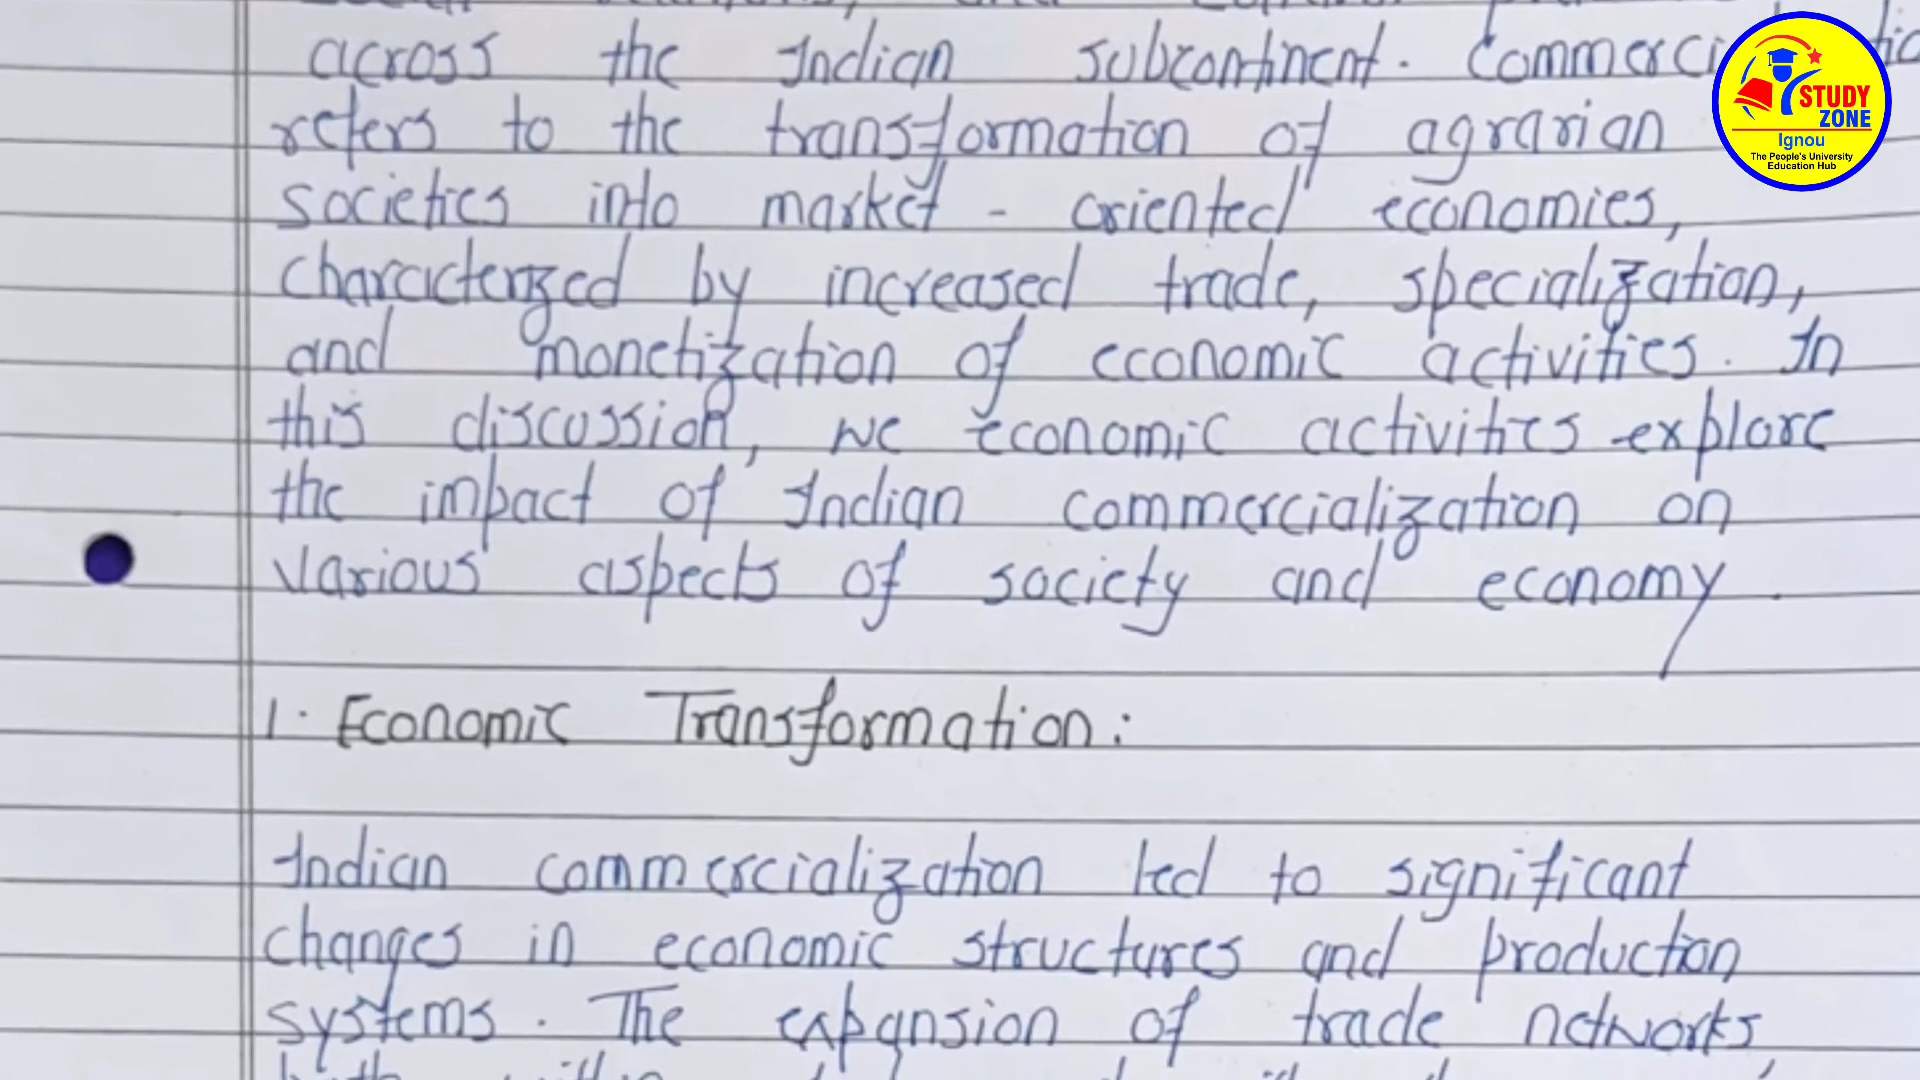 across the Indian subcontinent. Commerci
refers to the transformation of agrarian
societies into market - oriented economies,
characterized by increased trade, specialization,
and monetization of economic activities. In
this discussion, we economic activities explore
the impact of Indian commercialization on
various aspects of society and economy.
1. Economic Transformation:
Indian commercialization led to significant
changes in economic structures and production
systems. The expansion of trade networks,
STUDY
ZONE
Ignou
The People's University
Education Hub